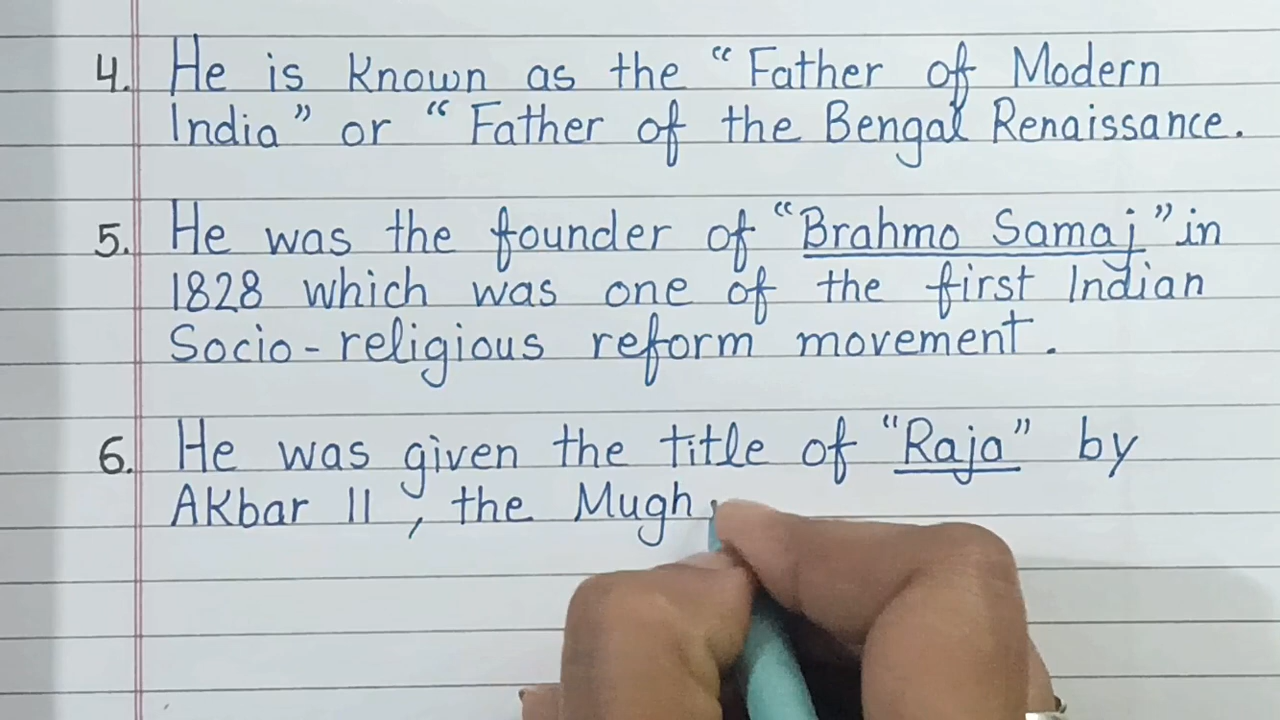 4. He is known as the “Father of Modern
India” or “Father of the Bengal Renaissance.
5. He was the founder of “Brahmo Samaj” in
1828 which was one of the first Indian
Socio-religious reform movement.
6. He was given the title of “Raja” by
Akbar II, the Mugh